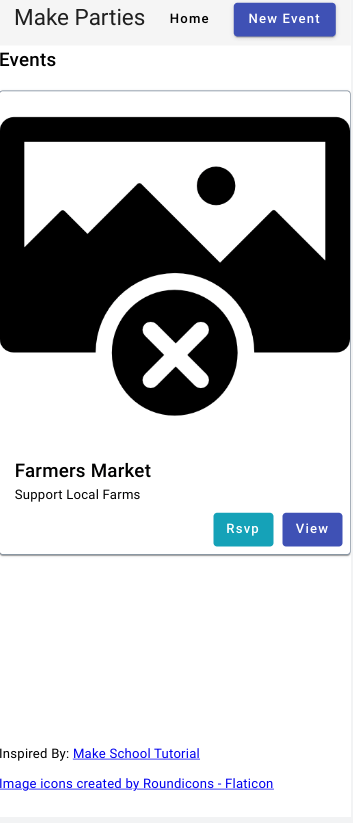 Make Parties Home New Event
Events
Farmers Market
Support Local Farms
Rsvp View
Inspired By: Make School Tutorial
Image icons created by Roundicons - Flaticon